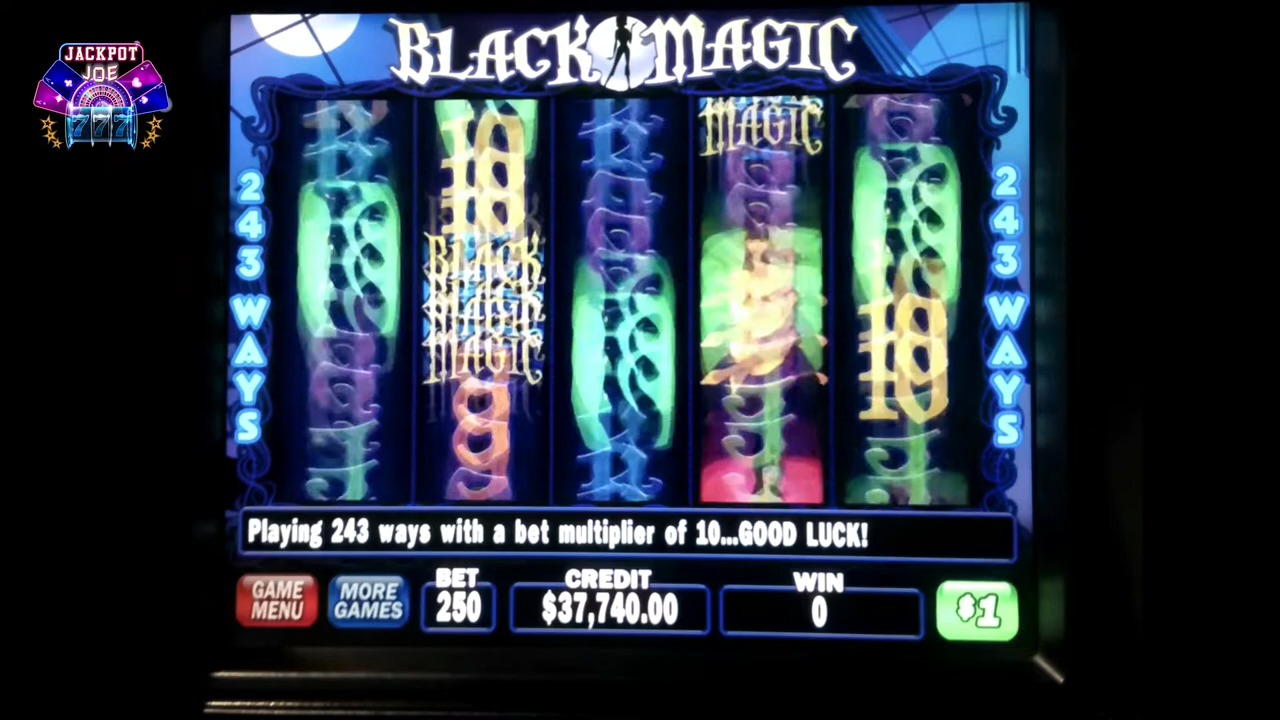 JACKPOT
JOE
777
BLACK MAGIC
243 WAYS
243 WAYS
10
BLACK
MAGIC
MAGIC
9
MAGIC
10
J
J
Playing 243 ways with a bet multiplier of 10...GOOD LUCK!
GAME MENU
MORE GAMES
BET
250
CREDIT
$37,740.00
WIN
0
$1